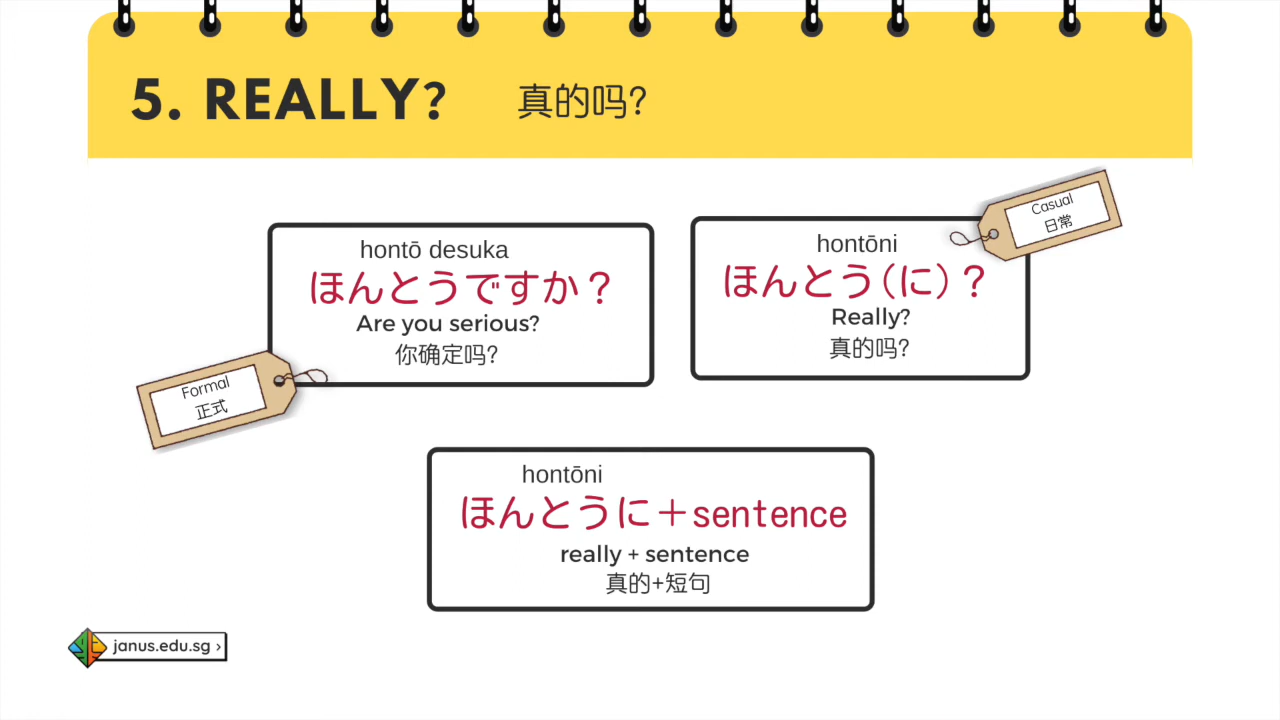 5. REALLY? 真的吗?
hontō desuka
ほんとうですか？
Are you serious?
你确定吗?
Formal
正式
Casual
日常
hontōni
ほんとう(に)？
Really?
真的吗?
hontōni
ほんとうに＋sentence
really + sentence
真的+短句
janus.edu.sg ›